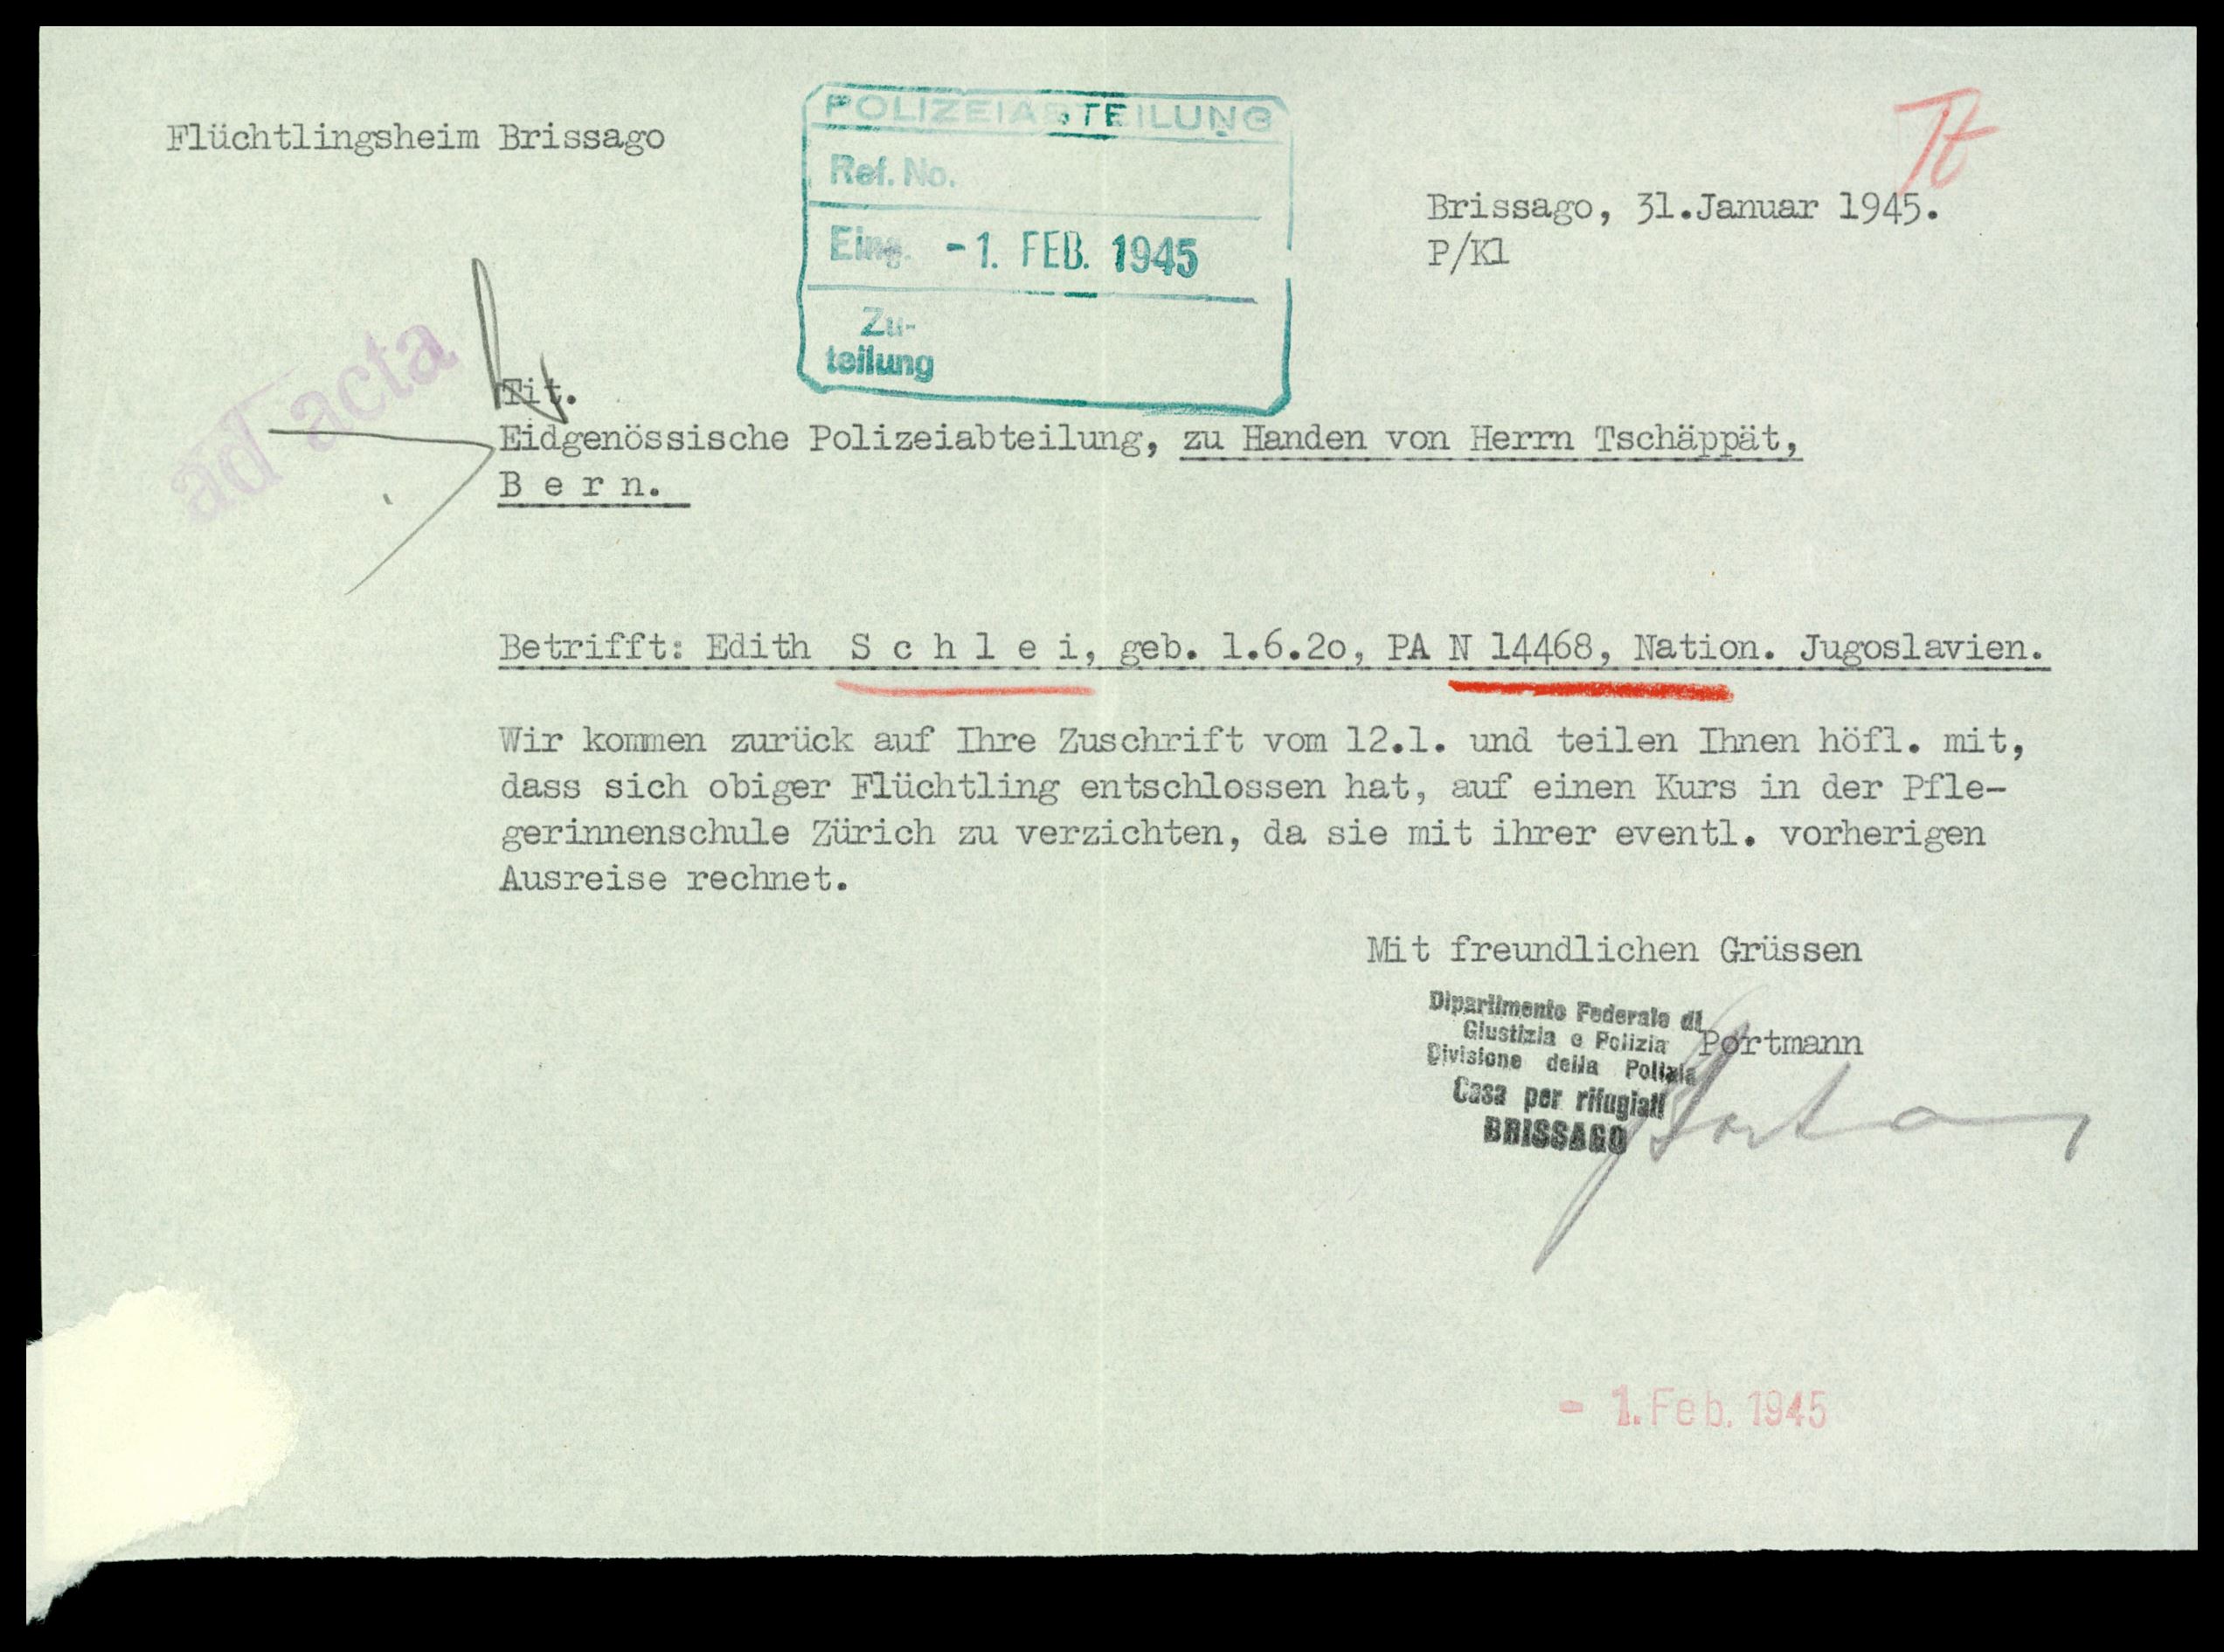 POLIZEIABTEILUNG
Flüchtlingsheim Brissago
Ref. No.
Brissago, 31.Januar 1945.
P/Kl
Eing. -1. FEB. 1945
Zu-
teilung
ad acta
Tit.
Eidgenössische Polizeiabteilung, zu Handen von Herrn Tschäppät,
B e r n.
Betrifft: Edith S c h l e i, geb. 1.6.2o, PA N 14468, Nation. Jugoslavien.
Wir kommen zurück auf Ihre Zuschrift vom 12.1. und teilen Ihnen höfl. mit,
dass sich obiger Flüchtling entschlossen hat, auf einen Kurs in der Pfle-
gerinnenschule Zürich zu verzichten, da sie mit ihrer eventl. vorherigen
Ausreise rechnet.
Mit freundlichen Grüssen
Dipartimento Federale di
Giustizia e Polizia
Divisione della Polizia
Casa per rifugiati
BRISSAGO
Portmann
- 1. Feb. 1945